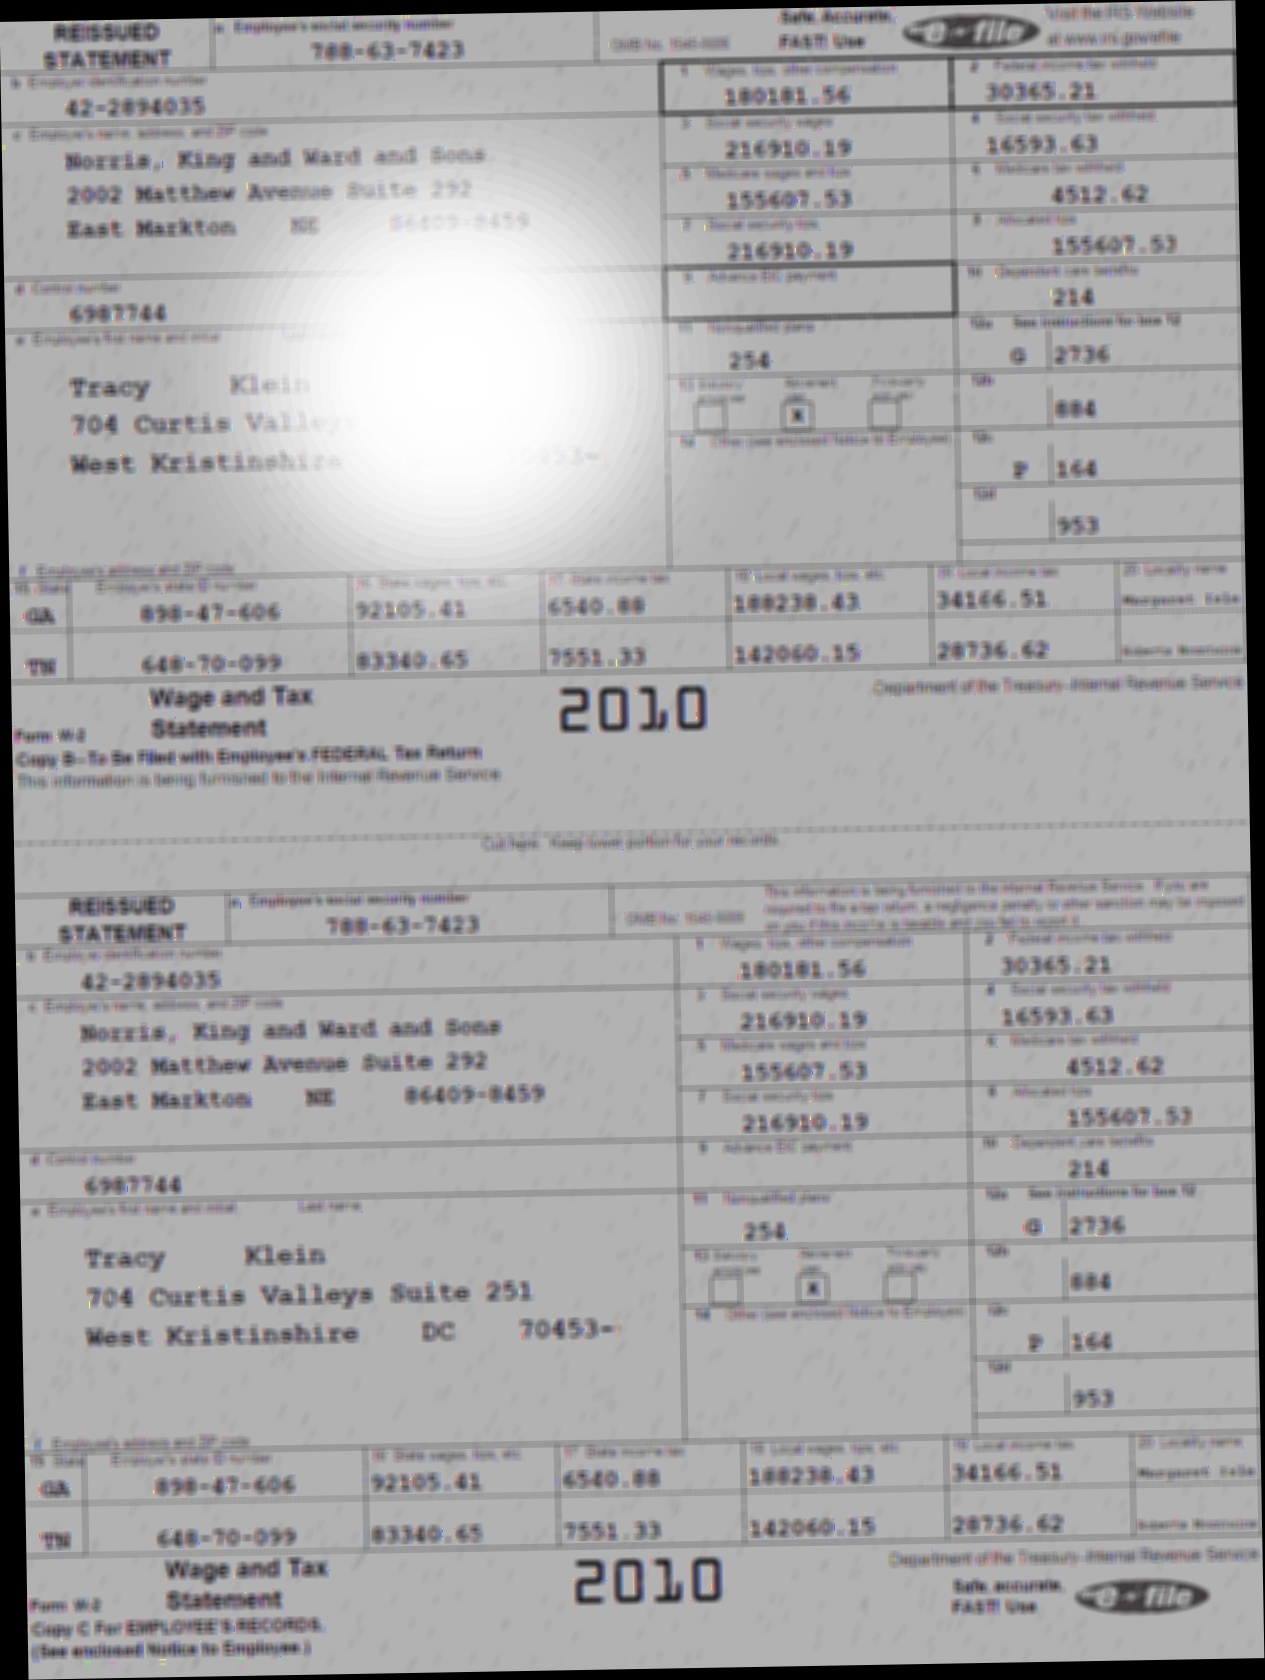 REISSUED STATEMENT
a Employee's social security number
788-63-7423
OMB No. 1545-0008
Safe, Accurate, FAST! Use
e-file
Visit the IRS Website at www.irs.gov/efile
b Employer identification number
42-2894035
1 Wages, tips, other compensation
180181.56
2 Federal income tax withheld
30365.21
c Employer's name, address, and ZIP code
Norris, King and Ward and Sons
2002 Matthew Avenue Suite 292
East Markton NE 86409-8459
3 Social security wages
216910.19
4 Social security tax withheld
16593.63
5 Medicare wages and tips
155607.53
6 Medicare tax withheld
4512.62
7 Social security tips
216910.19
8 Allocated tips
155607.53
d Control number
6987744
9 Advance EIC payment
10 Dependent care benefits
214
e Employee's first name and initial
Tracy Klein
704 Curtis Valleys
West Kristinshire 70453-
11 Nonqualified plans
254
12a See instructions for box 12
G 2736
13 Statutory employee Retirement plan Third-party sick pay
X
12b
884
14 Other (see enclosed Notice to Employee)
12c
P 164
12d
953
f Employee's address and ZIP code
15 State Employer's state ID number 16 State wages, tips, etc. 17 State income tax 18 Local wages, tips, etc. 19 Local income tax 20 Locality name
GA 898-47-606 92105.41 6540.88 188238.43 34166.51
TN 648-70-099 83340.65 7551.33 142060.15 28736.62
Wage and Tax Statement
2010
Department of the Treasury-Internal Revenue Service
Form W-2
Copy B-To Be Filed with Employee's FEDERAL Tax Return
This information is being furnished to the Internal Revenue Service
Cut here. Keep lower portion for your records.
REISSUED STATEMENT
a Employee's social security number
788-63-7423
OMB No. 1545-0008
This information is being furnished to the Internal Revenue Service. If you are
required to file a tax return, a negligence penalty or other sanction may be imposed
on you if this income is taxable and you fail to report it.
b Employer identification number
42-2894035
1 Wages, tips, other compensation
180181.56
2 Federal income tax withheld
30365.21
c Employer's name, address, and ZIP code
Norris, King and Ward and Sons
2002 Matthew Avenue Suite 292
East Markton NE 86409-8459
3 Social security wages
216910.19
4 Social security tax withheld
16593.63
5 Medicare wages and tips
155607.53
6 Medicare tax withheld
4512.62
7 Social security tips
216910.19
8 Allocated tips
155607.53
d Control number
6987744
9 Advance EIC payment
10 Dependent care benefits
214
e Employee's first name and initial Last name
Tracy Klein
704 Curtis Valleys Suite 251
West Kristinshire DC 70453-
11 Nonqualified plans
254
12a See instructions for box 12
G 2736
13 Statutory employee Retirement plan Third-party sick pay
X
12b
884
14 Other (see enclosed Notice to Employee)
12c
P 164
12d
953
f Employee's address and ZIP code
15 State Employer's state ID number 16 State wages, tips, etc. 17 State income tax 18 Local wages, tips, etc. 19 Local income tax 20 Locality name
GA 898-47-606 92105.41 6540.88 188238.43 34166.51
TN 648-70-099 83340.65 7551.33 142060.15 28736.62
Wage and Tax Statement
2010
Department of the Treasury-Internal Revenue Service
Form W-2
Copy C For EMPLOYEE'S RECORDS.
(See enclosed Notice to Employee.)
Safe, accurate, FAST! Use
e-file